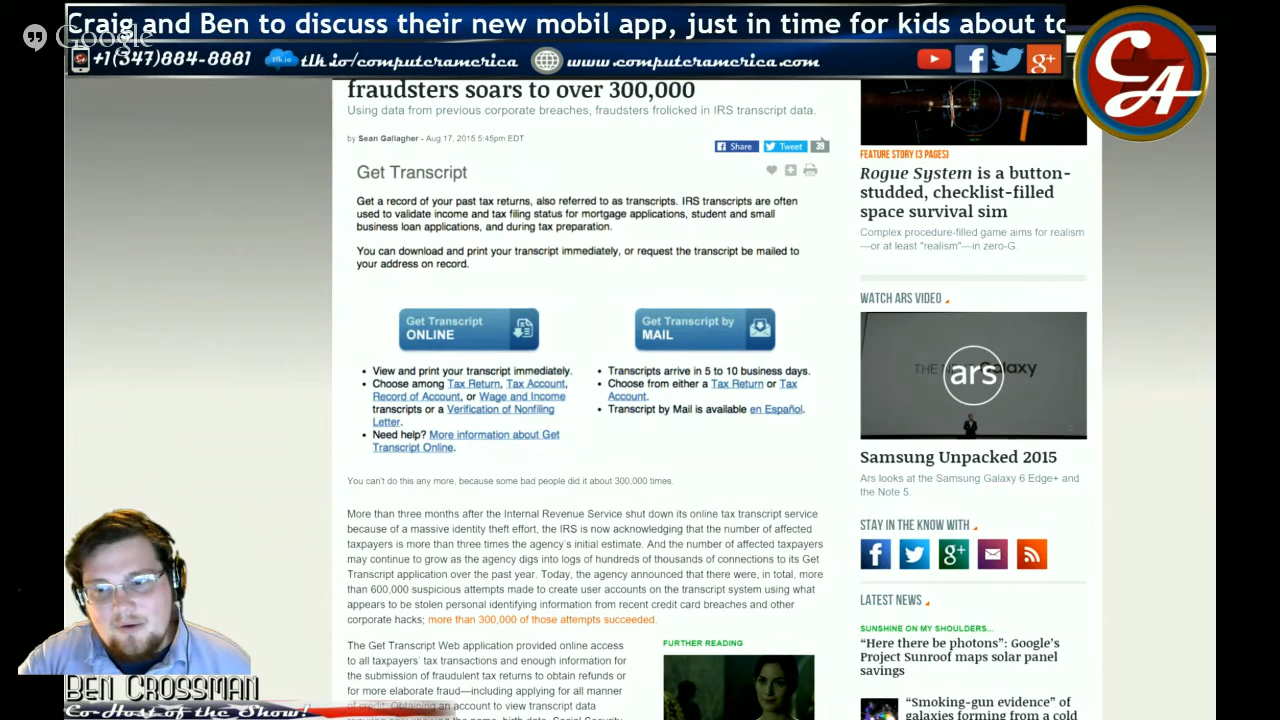 Craig and Ben to discuss their new mobil app, just in time for kids about to
Google
+1(347)884-8881
tlk.io
tlk.io/computeramerica
www.computeramerica.com
g+
CA
fraudsters soars to over 300,000
Using data from previous corporate breaches, fraudsters frolicked in IRS transcript data.
by Sean Gallagher - Aug 17, 2015 5:45pm EDT
Share
Tweet
39
Get Transcript
Get a record of your past tax returns, also referred to as transcripts. IRS transcripts are often
used to validate income and tax filing status for mortgage applications, student and small
business loan applications, and during tax preparation.
You can download and print your transcript immediately, or request the transcript be mailed to
your address on record.
Get Transcript
ONLINE
View and print your transcript immediately.
Choose among Tax Return, Tax Account,
Record of Account, or Wage and Income
transcripts or a Verification of Nonfiling
Letter.
Need help? More information about Get
Transcript Online.
Get Transcript by
MAIL
Transcripts arrive in 5 to 10 business days.
Choose from either a Tax Return or Tax
Account.
Transcript by Mail is available en Español.
You can't do this any more, because some bad people did it about 300,000 times.
More than three months after the Internal Revenue Service shut down its online tax transcript service
because of a massive identity theft effort, the IRS is now acknowledging that the number of affected
taxpayers is more than three times the agency's initial estimate. And the number of affected taxpayers
may continue to grow as the agency digs into logs of hundreds of thousands of connections to its Get
Transcript application over the past year. Today, the agency announced that there were, in total, more
than 600,000 suspicious attempts made to create user accounts on the transcript system using what
appears to be stolen personal identifying information from recent credit card breaches and other
corporate hacks; more than 300,000 of those attempts succeeded.
The Get Transcript Web application provided online access
to all taxpayers' tax transactions and enough information for
the submission of fraudulent tax returns to obtain refunds or
for more elaborate fraud—including applying for all manner
of credit. Obtaining an account to view transcript data
FURTHER READING
FEATURE STORY (3 PAGES)
Rogue System is a button-
studded, checklist-filled
space survival sim
Complex procedure-filled game aims for realism
—or at least "realism"—in zero-G.
WATCH ARS VIDEO
THE Galaxy
ars
Samsung Unpacked 2015
Ars looks at the Samsung Galaxy 6 Edge+ and
the Note 5.
STAY IN THE KNOW WITH
g+
LATEST NEWS
SUNSHINE ON MY SHOULDERS...
"Here there be photons": Google's
Project Sunroof maps solar panel
savings
"Smoking-gun evidence" of
galaxies forming from a cold
BEN CROSSMAN
Co-Host of the Show!